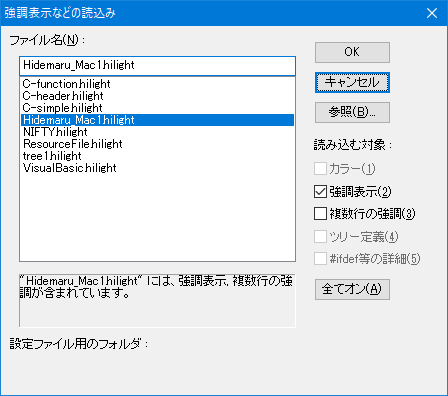 強調表示などの読込み
ファイル名(N) :
Hidemaru_Mac1.hilight
C-function.hilight
C-header.hilight
C-simple.hilight
Hidemaru_Mac1.hilight
NIFTY.hilight
ResourceFile.hilight
tree1.hilight
VisualBasic.hilight
"Hidemaru_Mac1.hilight" には、強調表示, 複数行の強
調が含まれています。
設定ファイル用のフォルダ :
OK
キャンセル
参照(B)...
読み込む対象 :
カラー(1)
強調表示(2)
複数行の強調(3)
ツリー定義(4)
#ifdef等の詳細(5)
全てオン(A)